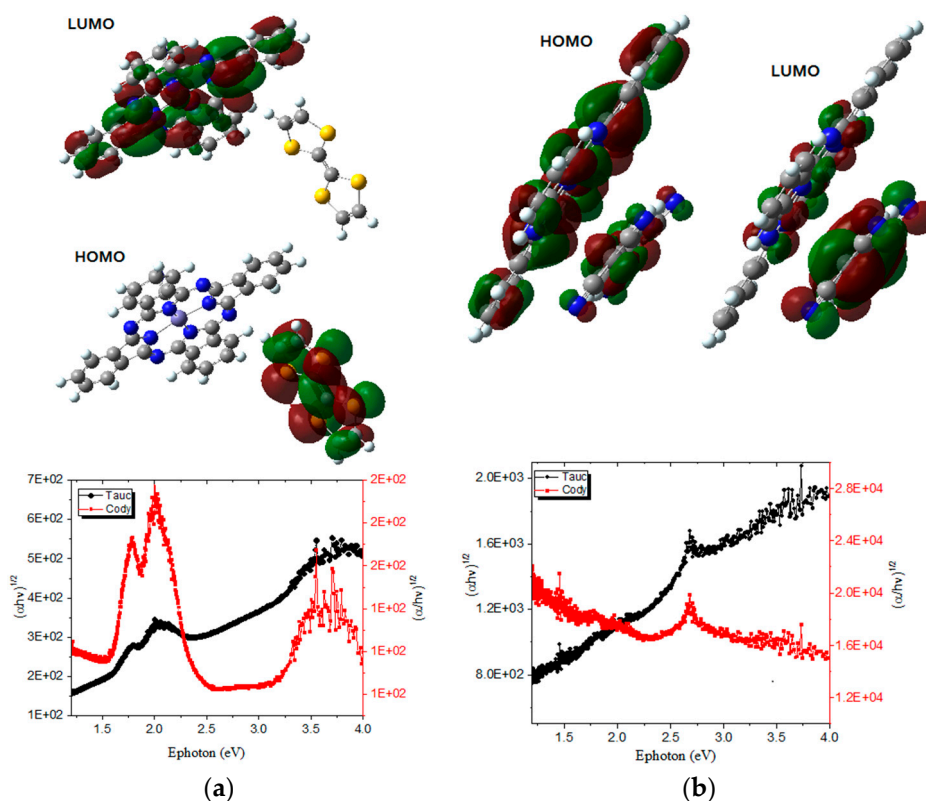 LUMO
HOMO
HOMO
LUMO
7E+02
6E+02
5E+02
4E+02
3E+02
2E+02
1E+02
(αhν)^1/2
Tauc
Cody
2E+02
2E+02
2E+02
1E+02
1E+02
1E+02
(α/hν)^1/2
1.5 2.0 2.5 3.0 3.5 4.0
Ephoton (eV)
(a)
2.0E+03
1.6E+03
1.2E+03
8.0E+02
(αhν)^1/2
Tauc
Cody
2.8E+04
2.4E+04
2.0E+04
1.6E+04
1.2E+04
(α/hν)^1/2
1.5 2.0 2.5 3.0 3.5 4.0
Ephoton (eV)
(b)